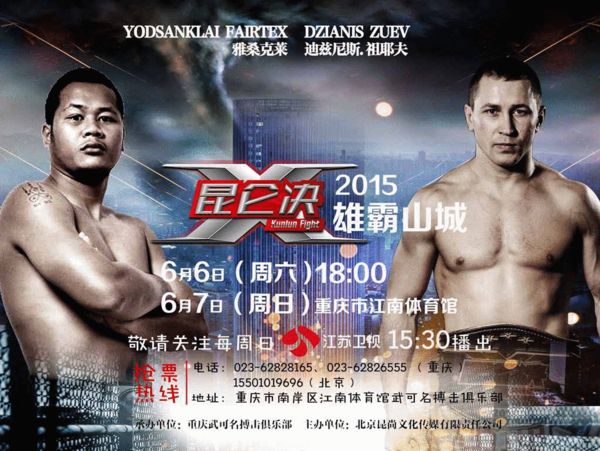 YODSANKLAI FAIRTEX DZIANIS ZUEV
雅桑克莱 迪兹尼斯.祖耶夫
昆仑决
Kunlun Fight
2015
雄霸山城
6月6日(周六)18:00
6月7日(周日)重庆市江南体育馆
敬请关注每周日 江苏卫视 15:30播出
抢票热线
电话:023-62828165、023-62826555(重庆)
15501019696(北京)
地址:重庆市南岸区江南体育馆武可名搏击俱乐部
承办单位:重庆武可名搏击俱乐部 主办单位:北京昆尚文化传媒有限责任公司